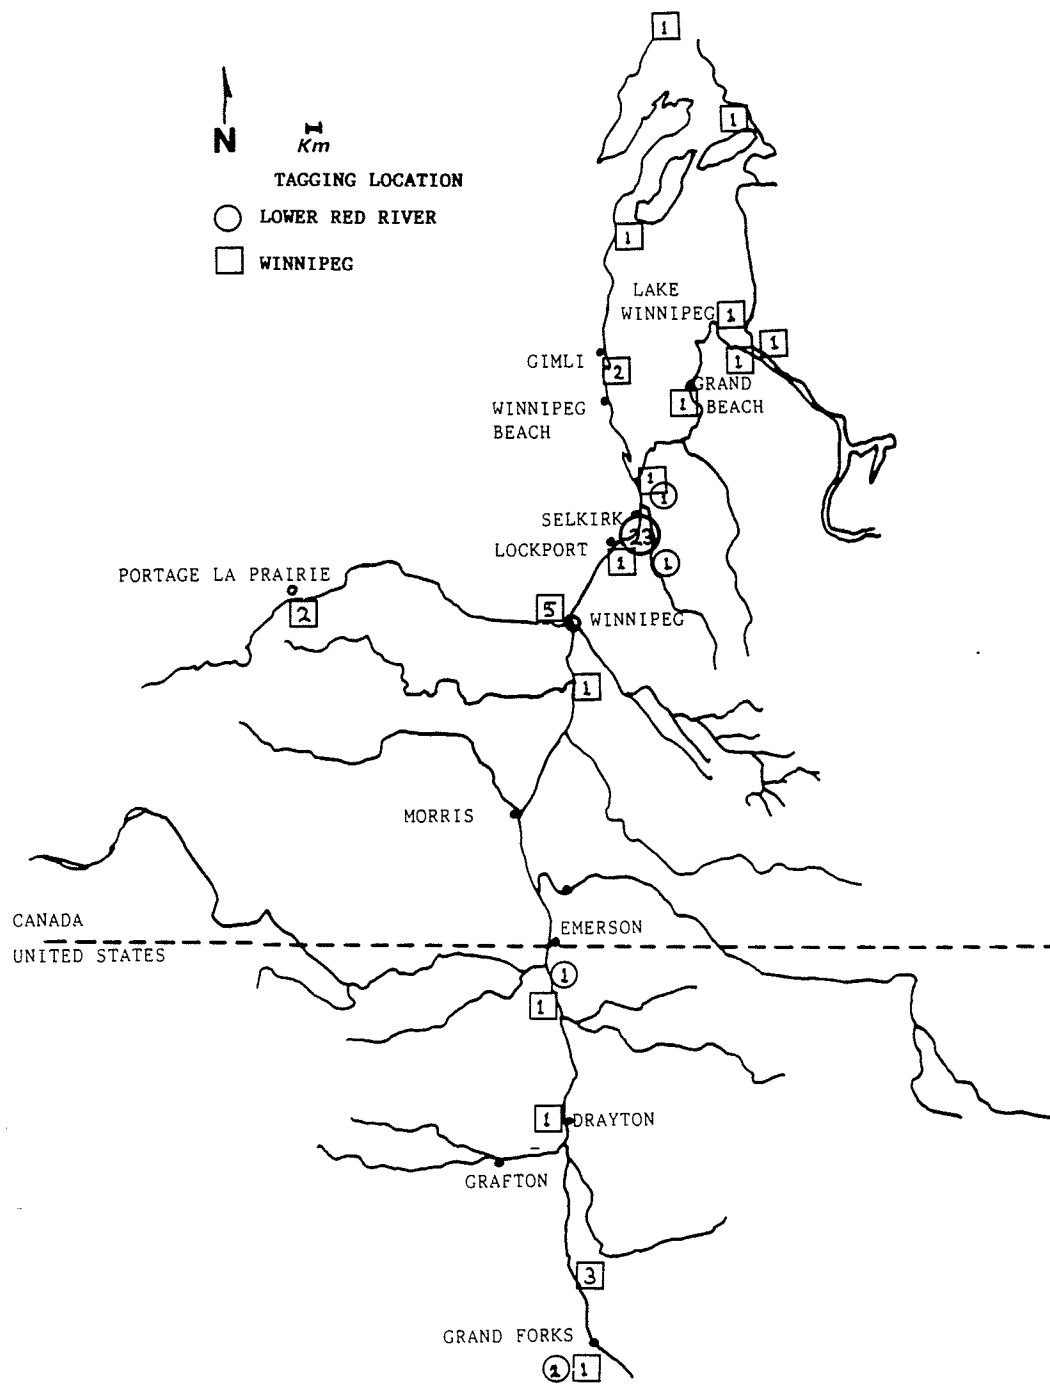 1
N
Km
1
TAGGING LOCATION
LOWER RED RIVER
WINNIPEG
1
LAKE
WINNIPEG
1
1
1
GIMLI
2
GRAND
BEACH
1
WINNIPEG
BEACH
1
1
SELKIRK
23
LOCKPORT
1
1
PORTAGE LA PRAIRIE
2
5
WINNIPEG
1
MORRIS
CANADA
EMERSON
UNITED STATES
1
1
1
DRAYTON
GRAFTON
3
GRAND FORKS
1